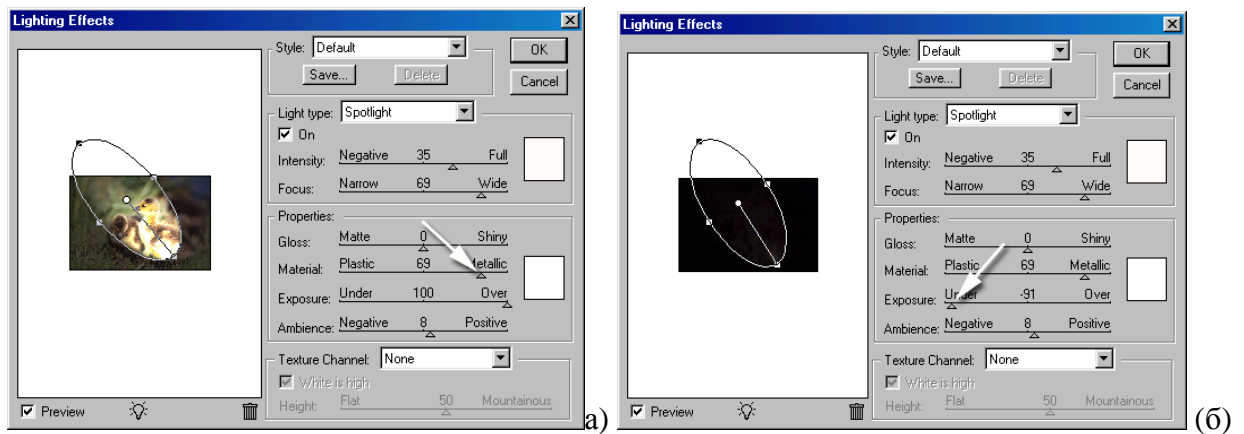 Lighting Effects
Style: Default
OK
Save... Delete
Cancel
Light type: Spotlight
On
Intensity: Negative 35 Full
Focus: Narrow 69 Wide
Properties:
Gloss: Matte 0 Shiny
Material: Plastic 69 Metallic
Exposure: Under 100 Over
Ambience: Negative 8 Positive
Texture Channel: None
White is high
Height: Flat 50 Mountainous
Preview
а)
Lighting Effects
Style: Default
OK
Save... Delete
Cancel
Light type: Spotlight
On
Intensity: Negative 35 Full
Focus: Narrow 69 Wide
Properties:
Gloss: Matte 0 Shiny
Material: Plastic 69 Metallic
Exposure: Under -91 Over
Ambience: Negative 8 Positive
Texture Channel: None
White is high
Height: Flat 50 Mountainous
Preview
(б)